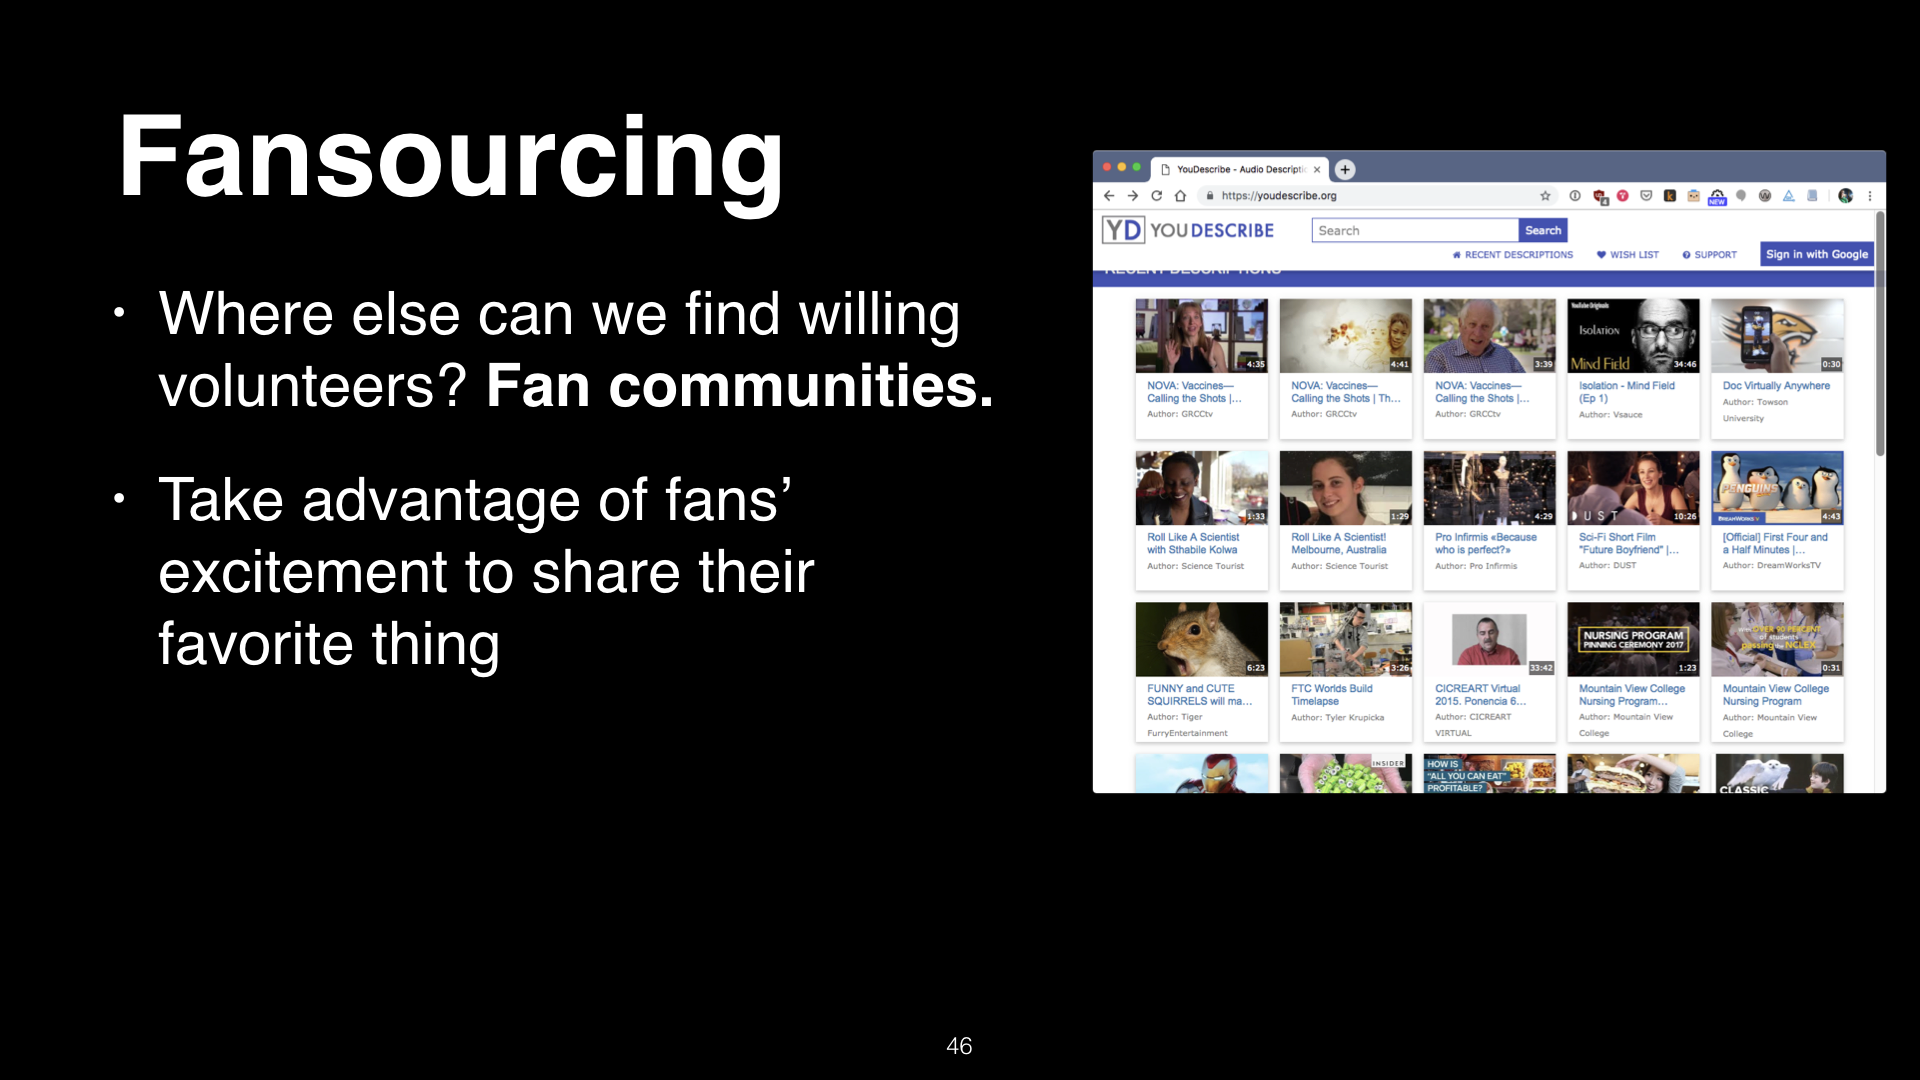 Fansourcing
• Where else can we find willing
volunteers? Fan communities.
• Take advantage of fans’
excitement to share their
favorite thing
YouDescribe - Audio Descripti
https://youdescribe.org
NEW
4
YD YOUDESCRIBE
Search
Search
RECENT DESCRIPTIONS
WISH LIST
SUPPORT
Sign in with Google
RECENT DESCRIPTIONS
4:35
NOVA: Vaccines—
Calling the Shots |...
Author: GRCCtv
4:41
NOVA: Vaccines—
Calling the Shots | Th...
Author: GRCCtv
3:39
NOVA: Vaccines—
Calling the Shots |...
Author: GRCCtv
YouTube Originals
ISOLATION
Mind Field
34:46
Isolation - Mind Field
(Ep 1)
Author: Vsauce
0:30
Doc Virtually Anywhere
Author: Towson
University
1:33
Roll Like A Scientist
with Sthabile Kolwa
Author: Science Tourist
1:29
Roll Like A Scientist!
Melbourne, Australia
Author: Science Tourist
4:29
Pro Infirmis «Because
who is perfect?»
Author: Pro Infirmis
DUST
10:26
Sci-Fi Short Film
"Future Boyfriend" |...
Author: DUST
PENGUINS
DREAMWORKS TV
4:43
[Official] First Four and
a Half Minutes |...
Author: DreamWorksTV
6:23
FUNNY and CUTE
SQUIRRELS will ma...
Author: Tiger
FurryEntertainment
3:26
FTC Worlds Build
Timelapse
Author: Tyler Krupicka
33:42
CICREART Virtual
2015. Ponencia 6...
Author: CICREART
VIRTUAL
NURSING PROGRAM
PINNING CEREMONY 2017
1:23
Mountain View College
Nursing Program...
Author: Mountain View
College
with OVER 90 PERCENT
of students
passing the NCLEX
0:31
Mountain View College
Nursing Program
Author: Mountain View
College
INSIDER
HOW IS
"ALL YOU CAN EAT"
PROFITABLE?
CLASSIC
46